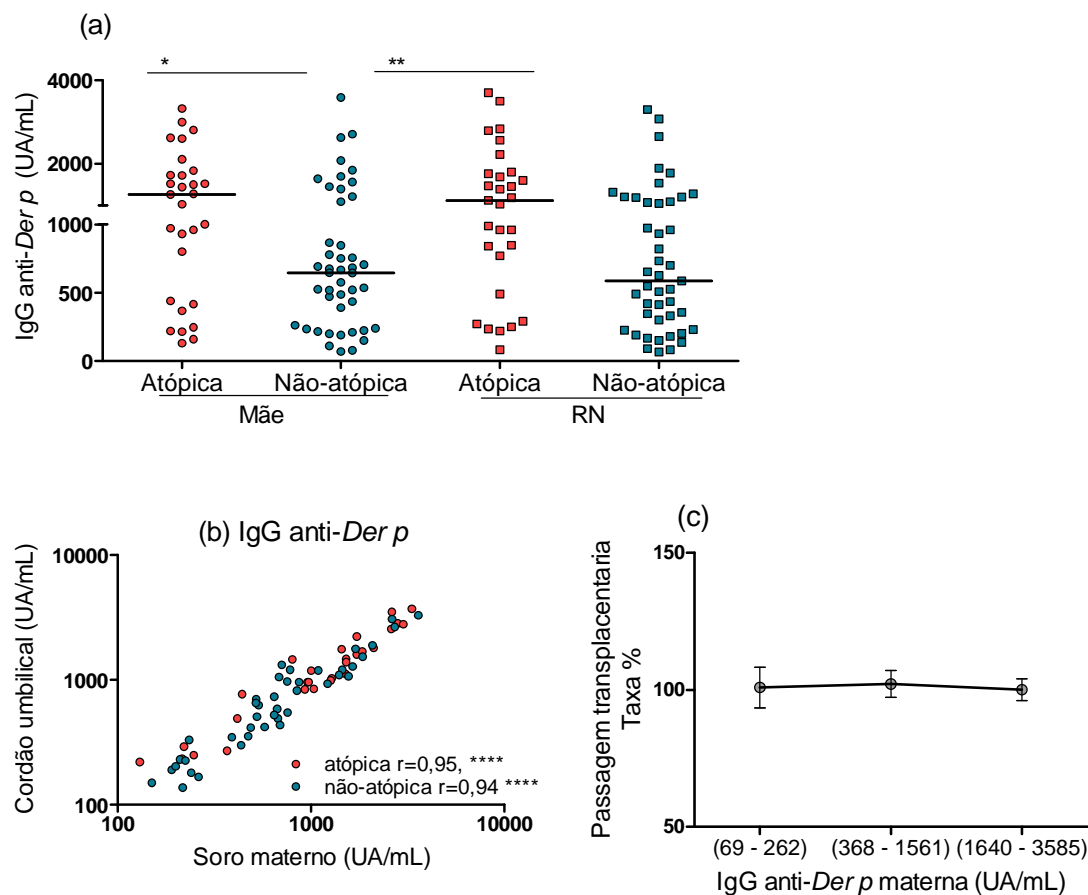 (a)
* **
IgG anti-Der p (UA/mL)
4000
2000
1000
500
0
Atópica Não-atópica Atópica Não-atópica
Mãe RN
(b) IgG anti-Der p
Cordão umbilical (UA/mL)
10000
1000
100
atópica r=0,95, ****
não-atópica r=0,94 ****
100 1000 10000
Soro materno (UA/mL)
(c)
Passagem transplacentaria
Taxa %
150
100
50
(69 - 262) (368 - 1561) (1640 - 3585)
IgG anti-Der p materna (UA/mL)